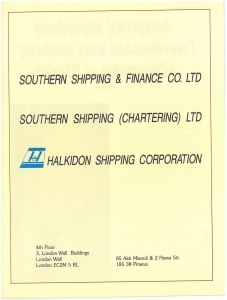 SOUTHERN SHIPPING & FINANCE CO. LTD
SOUTHERN SHIPPING (CHARTERING) LTD
HALKIDON SHIPPING CORPORATION
4th Floor
3, London Wall Buildings
London Wall
London EC2M 5 RL
85 Akti Miaouli & 2 Flessa Str.
185 38 Piraeus